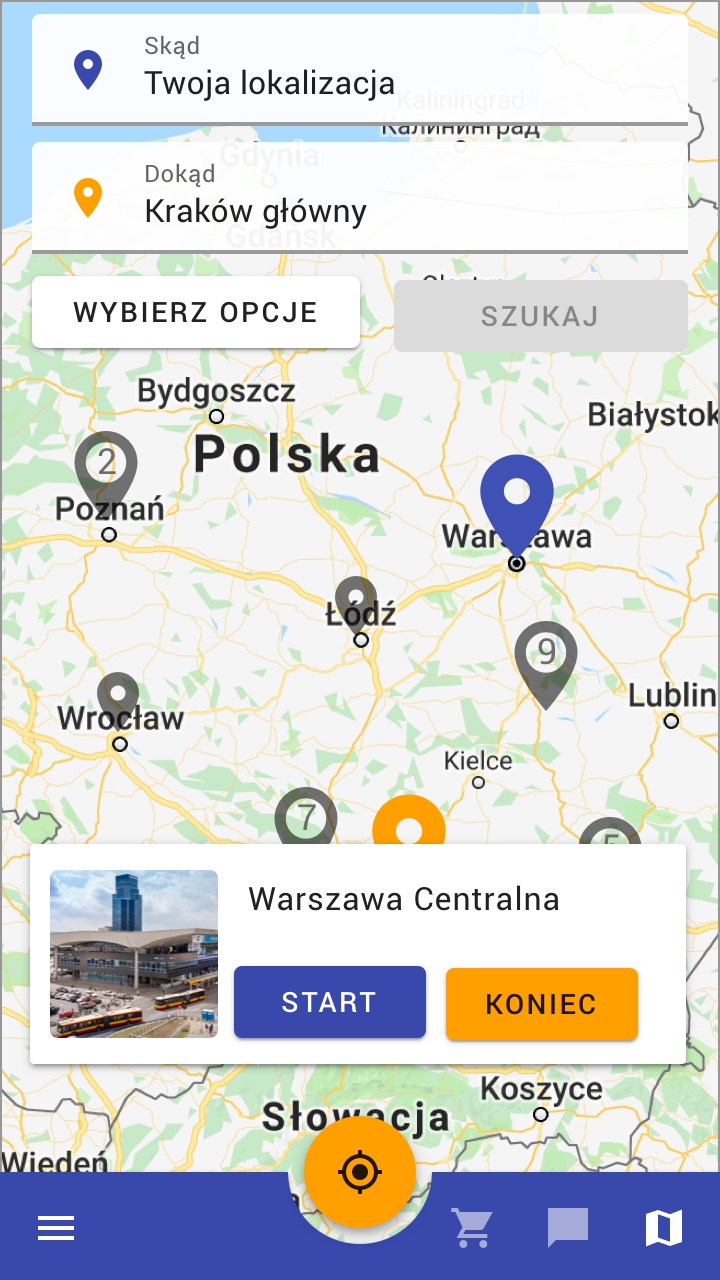 Skąd
Twoja lokalizacja
Kaliningrad
Калининград
Gdynia
Dokąd
Kraków główny
Gdańsk
WYBIERZ OPCJE
SZUKAJ
Bydgoszcz
Białystok
Polska
2
Poznań
Warszawa
Łódź
9
Lublin
Wrocław
Kielce
7
5
Warszawa Centralna
START
KONIEC
Koszyce
Słowacja
Wiedeń